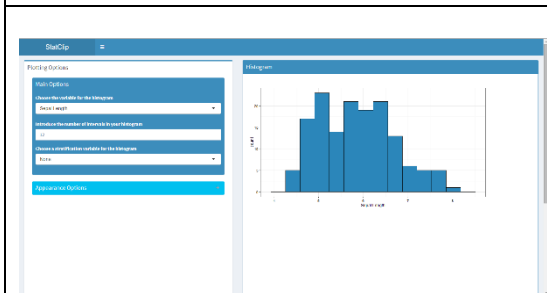 StatClip
Plotting Options
Main Options
Choose the variable for the histogram
Sepal.Length
Introduce the number of intervals in your histogram
Choose a stratification variable for the histogram
None
Appearance Options
Histogram